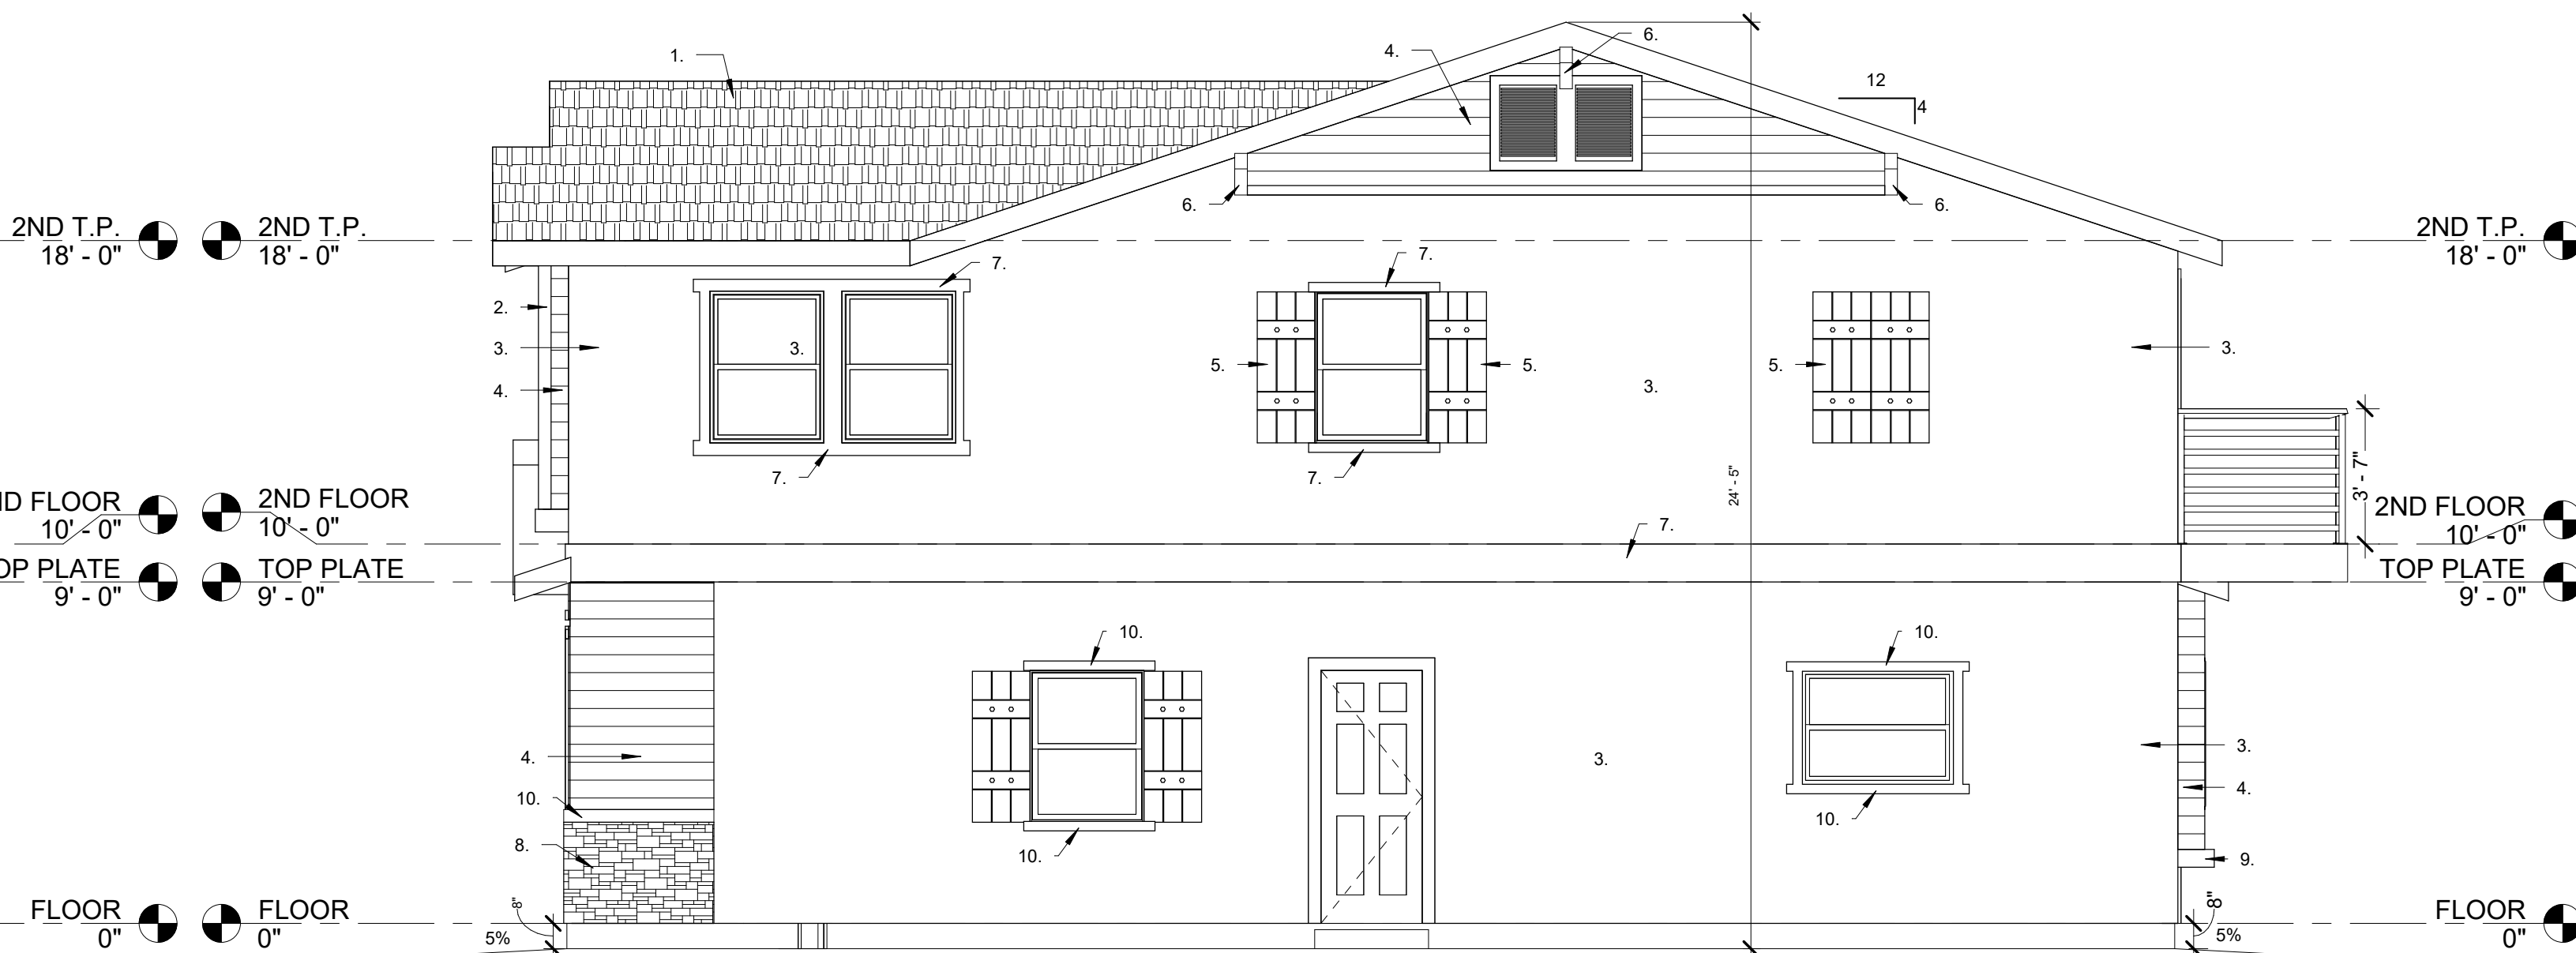 1.
4.
6.
12
4
6.
6.
2ND T.P.
18' - 0"
2ND T.P.
18' - 0"
2ND T.P.
18' - 0"
7.
7.
2.
3.
3.
3.
4.
5.
5.
5.
3.
7.
7.
24' - 5"
3' - 7"
ND FLOOR
10' - 0"
2ND FLOOR
10' - 0"
2ND FLOOR
10' - 0"
7.
OP PLATE
9' - 0"
TOP PLATE
9' - 0"
TOP PLATE
9' - 0"
10.
10.
4.
3.
3.
4.
10.
10.
8.
10.
9.
8"
8"
FLOOR
0"
FLOOR
0"
FLOOR
0"
5%
5%